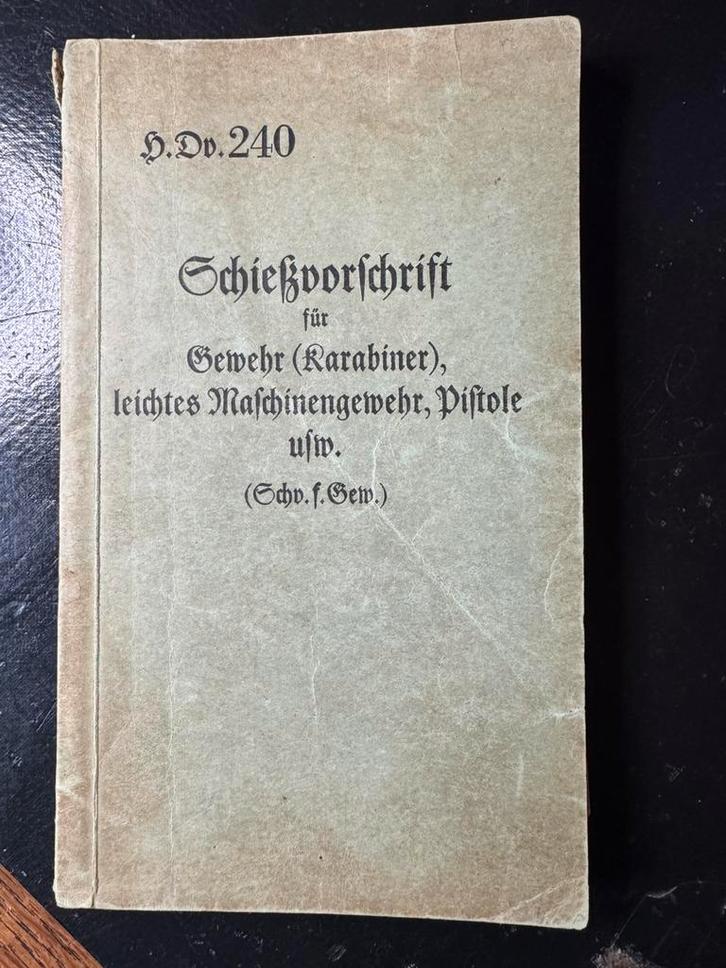 H.Dv.240
Schießvorschrift
für
Gewehr (Karabiner),
leichtes Maschinengewehr, Pistole
usw.
(Schv.f.Gew.)